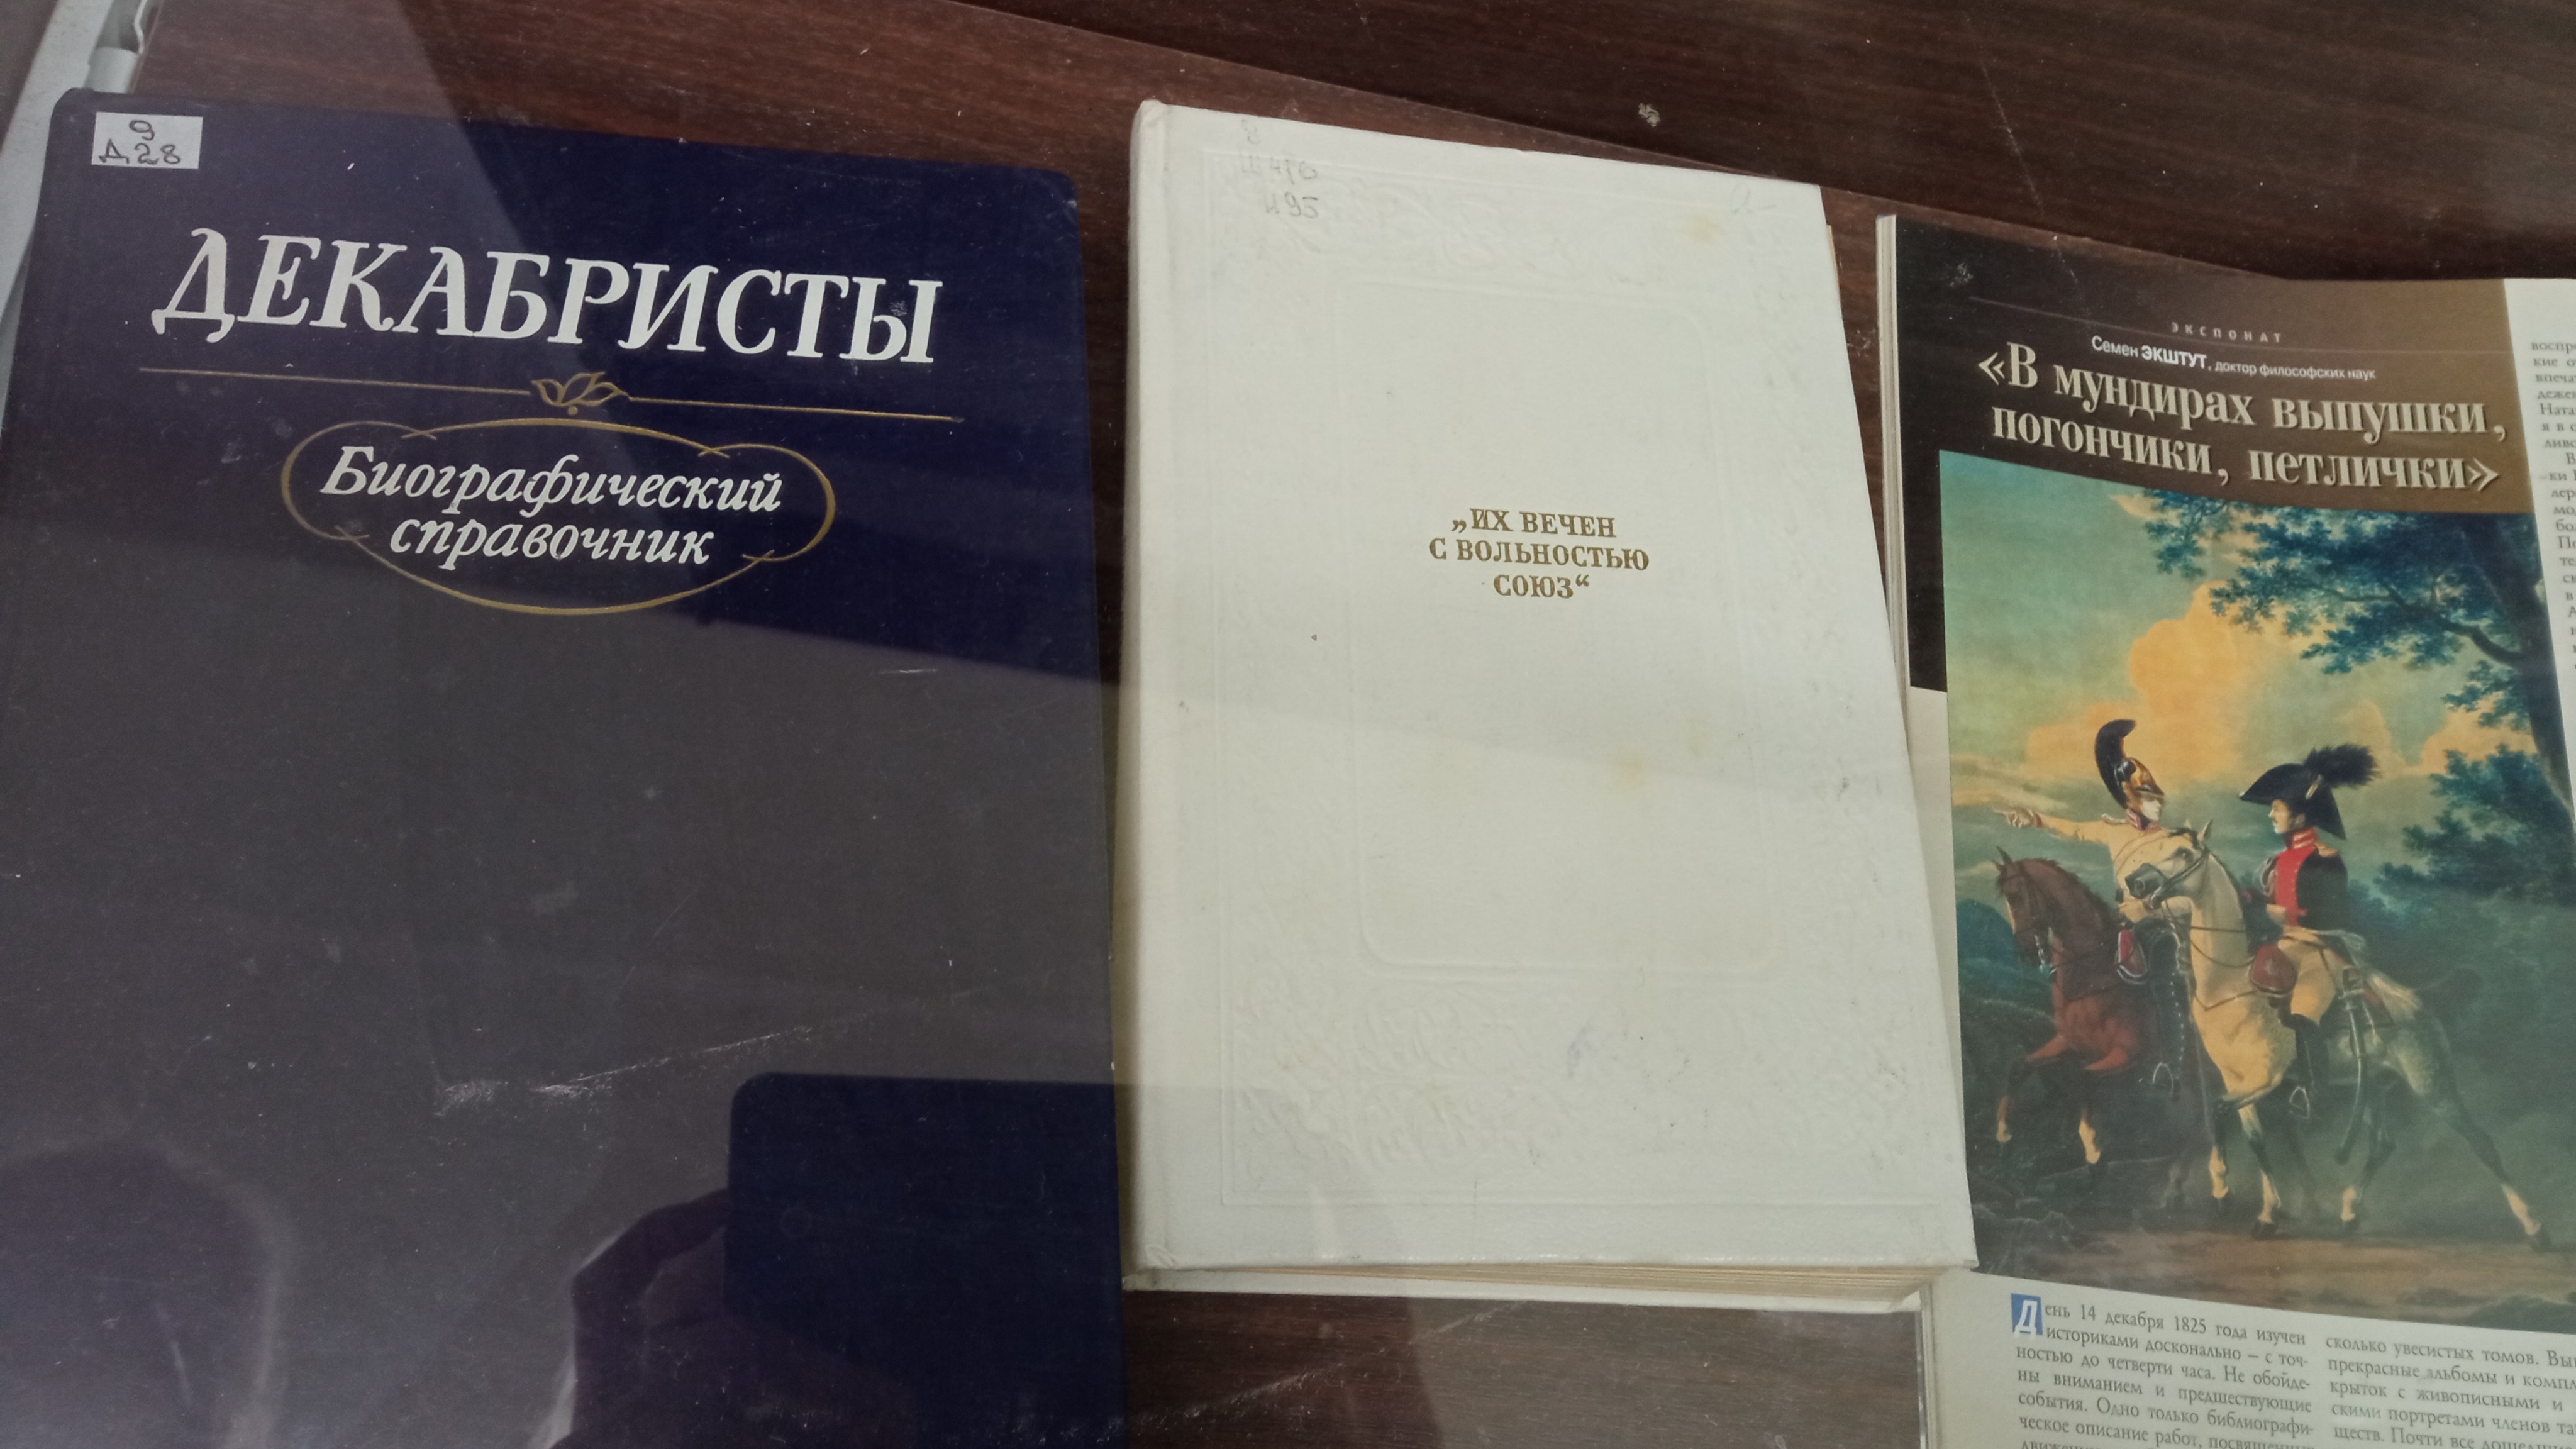 9
Д28
ДЕКАБРИСТЫ
Биографический
справочник
И95
„ИХ ВЕЧЕН
С ВОЛЬНОСТЬЮ
СОЮЗ“
ЭКСПОНАТ
Семен ЭКШТУТ, доктор философских наук
«В мундирах выпушки,
погончики, петлички»
День 14 декабря 1825 года изучен
историками досконально – с точ-
ностью до четверти часа. Не обойде-
ны вниманием и предшествующие
события. Одно только библиографи-
ческое описание работ,
сколько увесистых томов.
прекрасные альбомы и
крыток с живописными и
скими портретами членов
ществ. Почти все